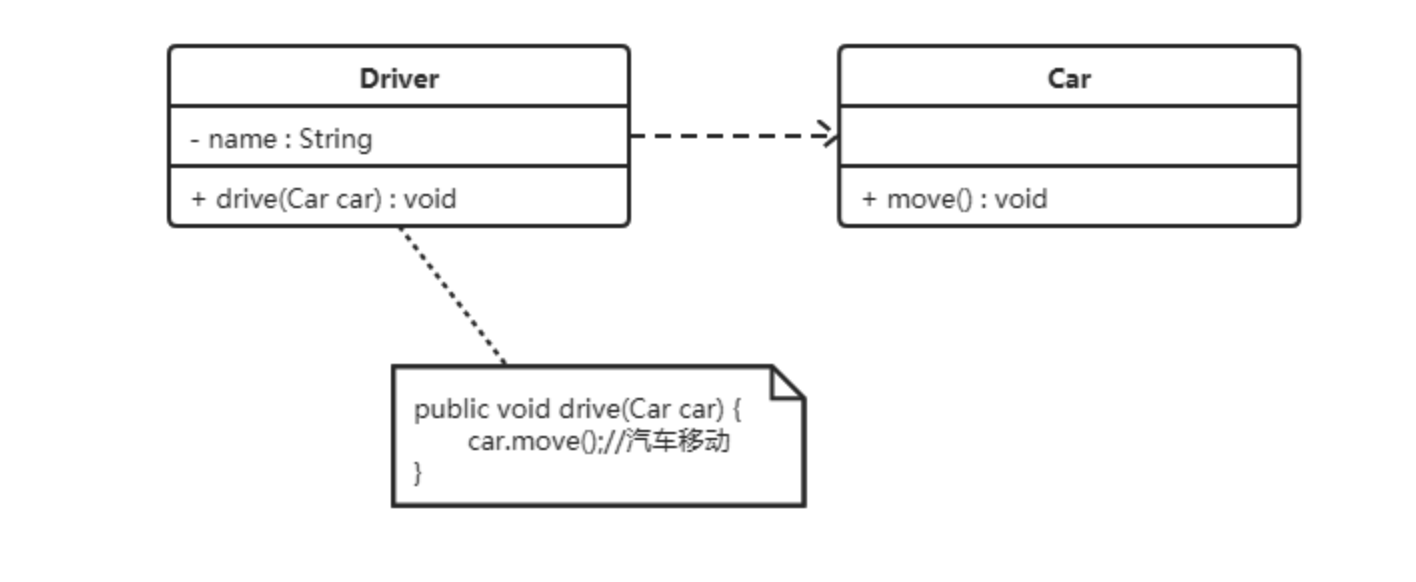 Driver
- name : String
+ drive(Car car) : void
Car
+ move() : void
public void drive(Car car) {
car.move();//汽车移动
}